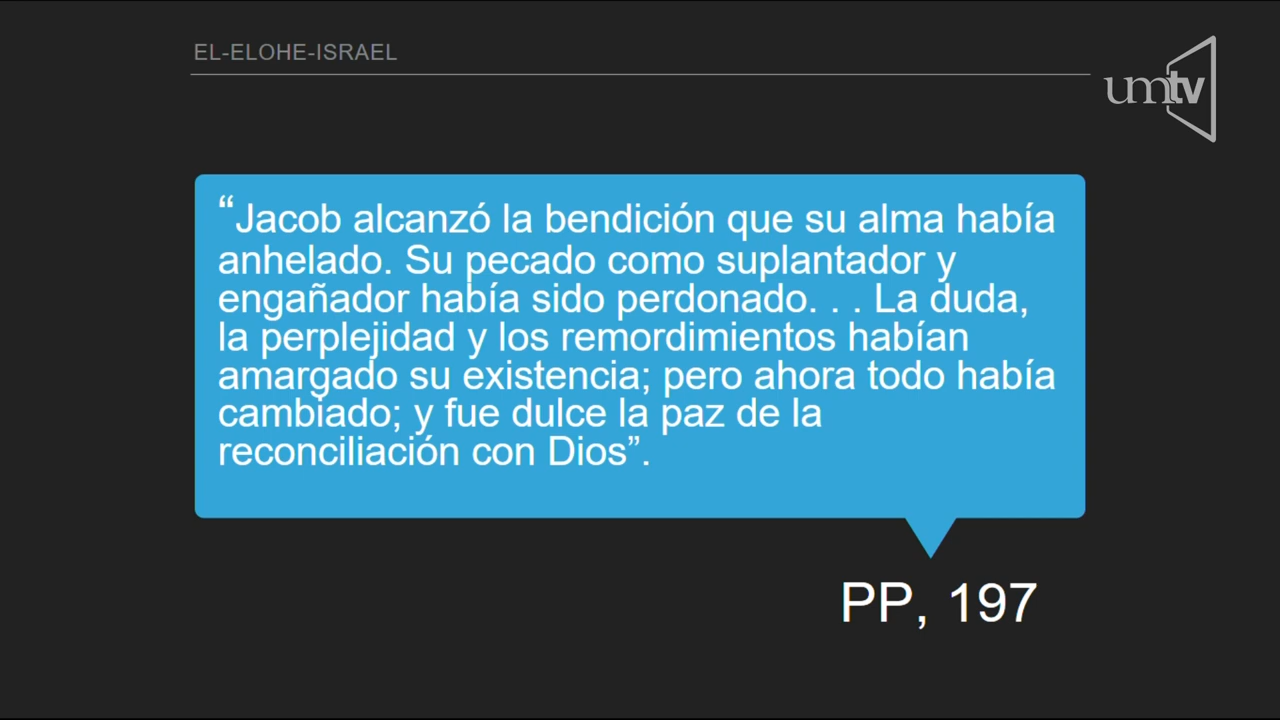 EL-ELOHE-ISRAEL
umtv
“Jacob alcanzó la bendición que su alma había
anhelado. Su pecado como suplantador y
engañador había sido perdonado. . . La duda,
la perplejidad y los remordimientos habían
amargado su existencia; pero ahora todo había
cambiado; y fue dulce la paz de la
reconciliación con Dios”.
PP, 197